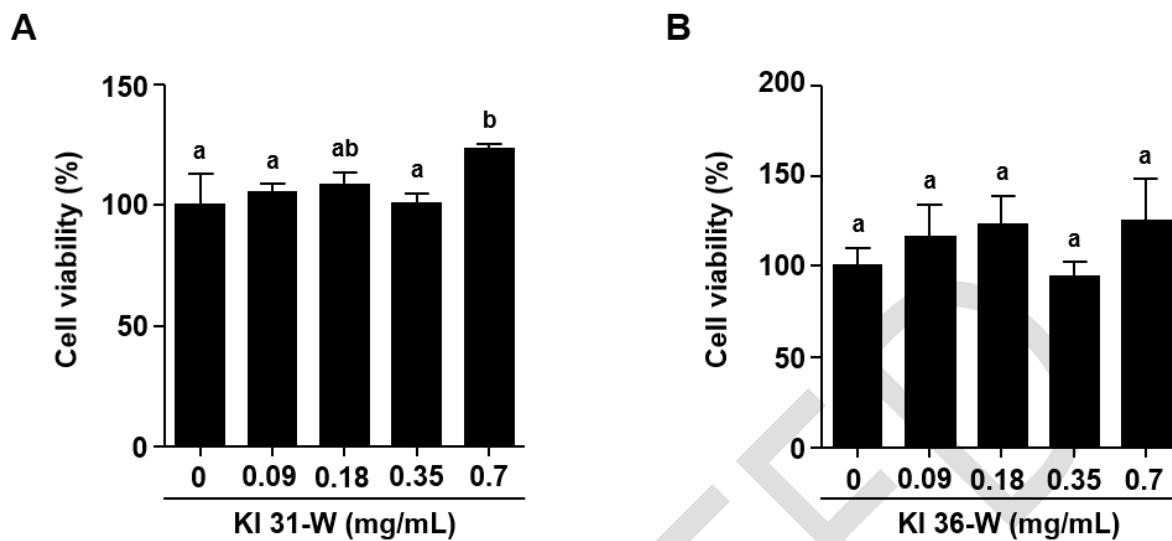 A
Cell viability (%)
150
100
50
0
a
a
ab
a
b
0 0.09 0.18 0.35 0.7
KI 31-W (mg/mL)
B
Cell viability (%)
200
150
100
50
0
a
a
a
a
a
0 0.09 0.18 0.35 0.7
KI 36-W (mg/mL)